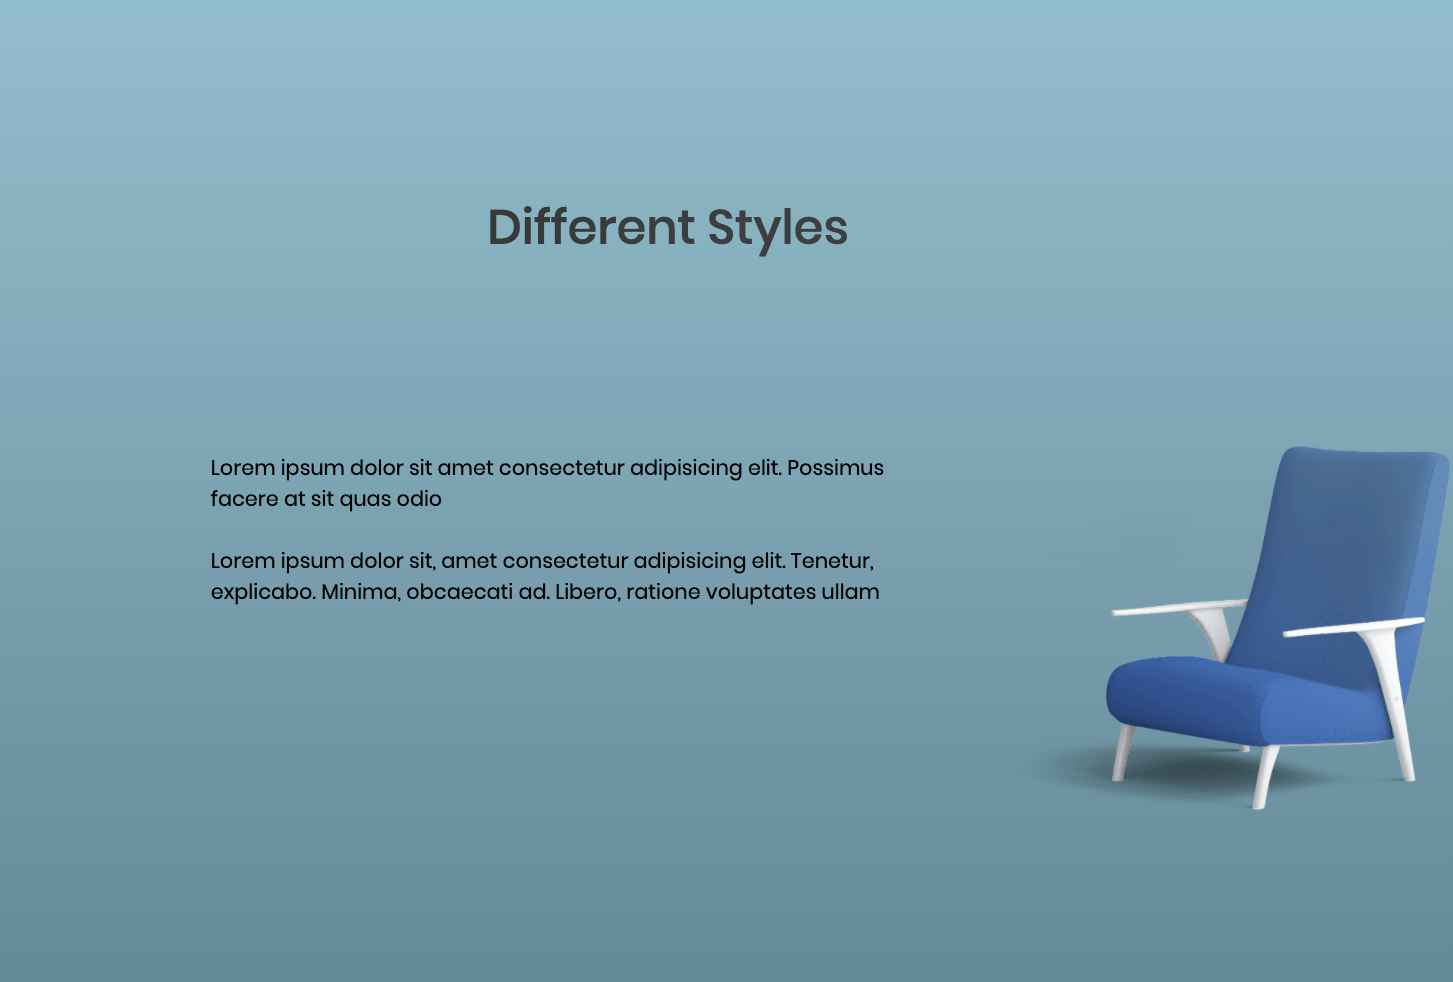 Different Styles
Lorem ipsum dolor sit amet consectetur adipisicing elit. Possimus
facere at sit quas odio
Lorem ipsum dolor sit, amet consectetur adipisicing elit. Tenetur,
explicabo. Minima, obcaecati ad. Libero, ratione voluptates ullam